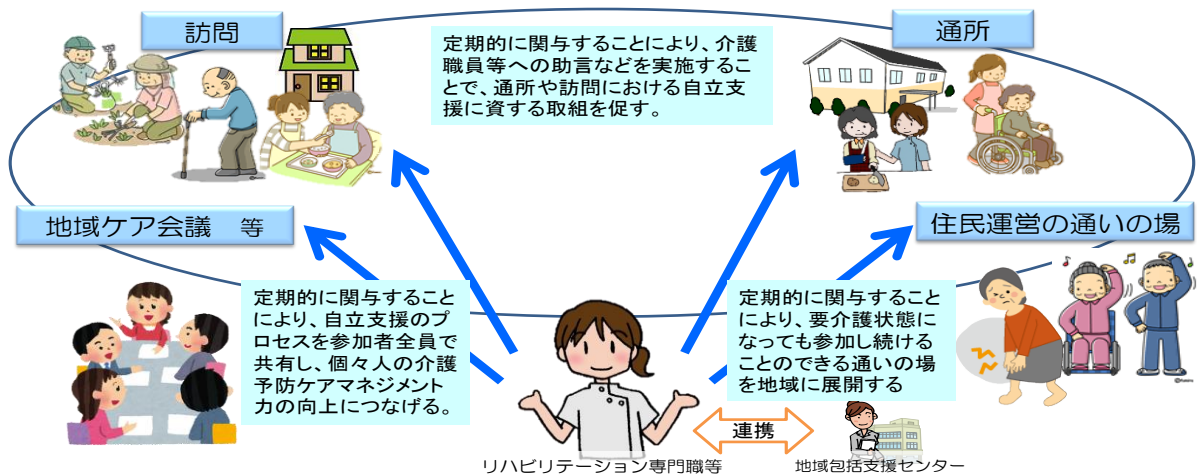 訪問
通所
定期的に関与することにより、介護
職員等への助言などを実施するこ
とで、通所や訪問における自立支
援に資する取組を促す。
地域ケア会議　等
住民運営の通いの場
定期的に関与すること
により、自立支援のプ
ロセスを参加者全員で
共有し、個々人の介護
予防ケアマネジメント
力の向上につなげる。
定期的に関与すること
により、要介護状態に
なっても参加し続ける
ことのできる通いの場
を地域に展開する
連携
リハビリテーション専門職等
地域包括支援センター